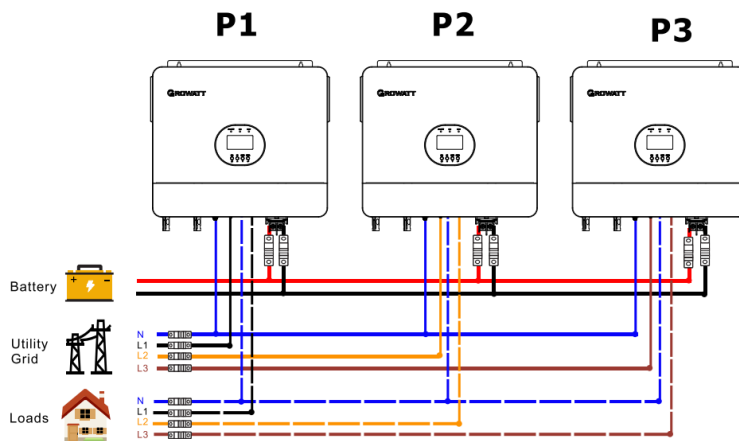 P1
P2
P3
GROWATT
GROWATT
GROWATT
Battery
Utility
Grid
N
L1
L2
L3
Loads
N
L1
L2
L3